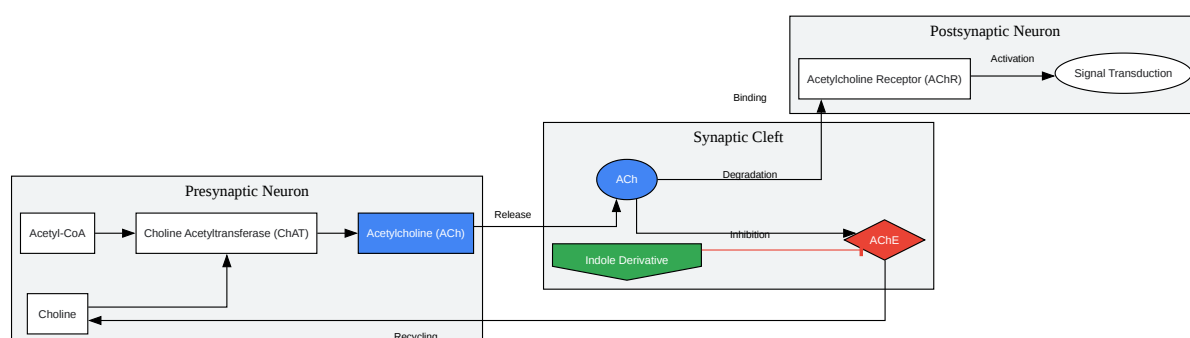 Postsynaptic Neuron
Activation
Acetylcholine Receptor (AChR)
Signal Transduction
Binding
Synaptic Cleft
ACh
Degradation
Presynaptic Neuron
Release
Acetyl-CoA
Choline Acetyltransferase (ChAT)
Acetylcholine (ACh)
Inhibition
AChE
Indole Derivative
Choline
Recycling